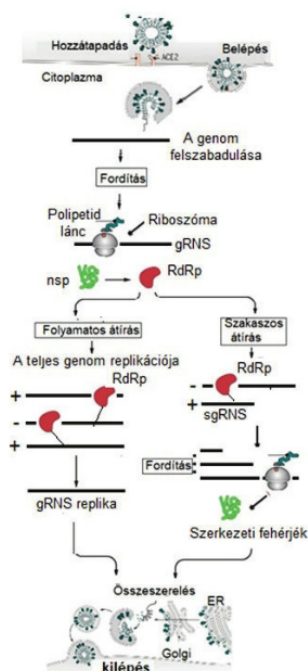 Hozzátapadás
ACE2
Belépés
Citoplazma
A genom
felszabadulása
Fordítás
Polipetid
lánc
Riboszóma
gRNS
nsp
RdRp
Folyamatos átírás
Szakaszos
átírás
A teljes genom replikációja
RdRp
RdRp
+
-
+
-
+
sgRNS
Fordítás
gRNS replika
Szerkezeti fehérjék
Összeszerelés
ER
Golgi
kilépés